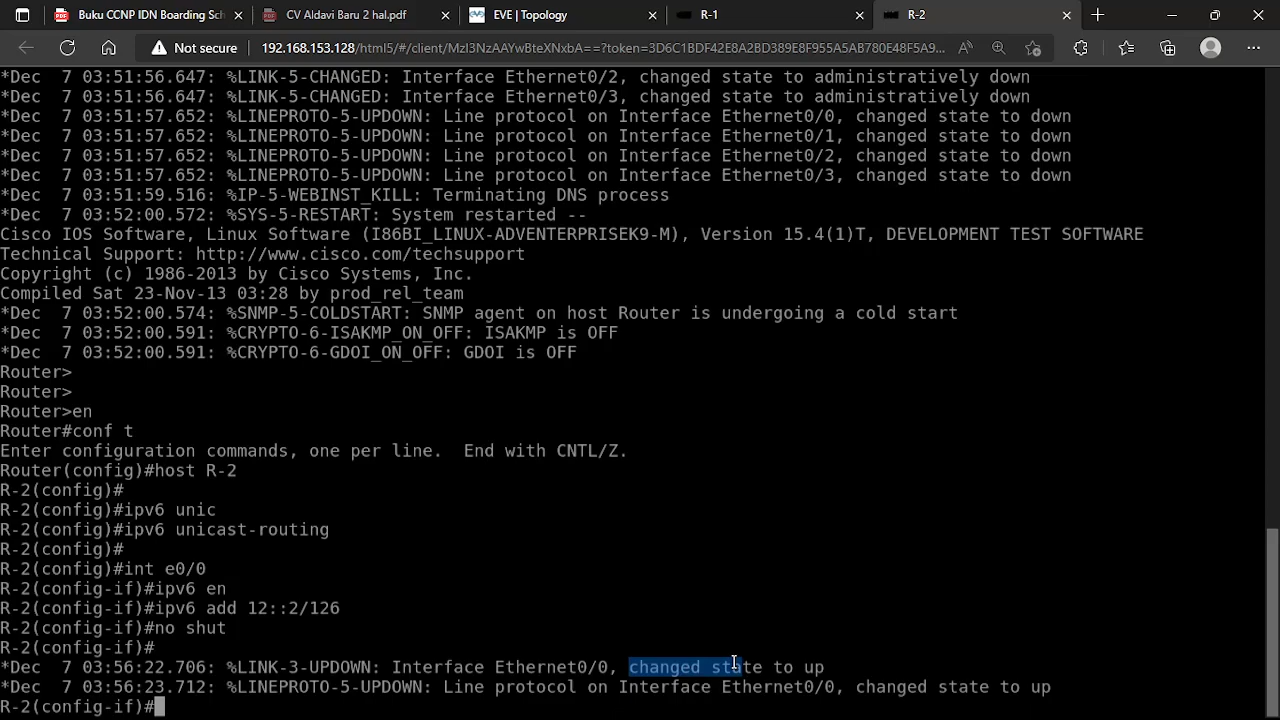 Buku CCNP IDN Boarding Sch
CV Aldavi Baru 2 hal.pdf
EVE | Topology
R-1
R-2
Not secure
192.168.153.128/html5/#/client/MzI3NzAAYwBteXNxbA==?token=3D6C1BDF42E8A2BD389E8F955A5AB780E48F5A9...
*Dec  7 03:51:56.647: %LINK-5-CHANGED: Interface Ethernet0/2, changed state to administratively down
*Dec  7 03:51:56.647: %LINK-5-CHANGED: Interface Ethernet0/3, changed state to administratively down
*Dec  7 03:51:57.652: %LINEPROTO-5-UPDOWN: Line protocol on Interface Ethernet0/0, changed state to down
*Dec  7 03:51:57.652: %LINEPROTO-5-UPDOWN: Line protocol on Interface Ethernet0/1, changed state to down
*Dec  7 03:51:57.652: %LINEPROTO-5-UPDOWN: Line protocol on Interface Ethernet0/2, changed state to down
*Dec  7 03:51:57.652: %LINEPROTO-5-UPDOWN: Line protocol on Interface Ethernet0/3, changed state to down
*Dec  7 03:51:59.516: %IP-5-WEBINST_KILL: Terminating DNS process
*Dec  7 03:52:00.572: %SYS-5-RESTART: System restarted --
Cisco IOS Software, Linux Software (I86BI_LINUX-ADVENTERPRISEK9-M), Version 15.4(1)T, DEVELOPMENT TEST SOFTWARE
Technical Support: http://www.cisco.com/techsupport
Copyright (c) 1986-2013 by Cisco Systems, Inc.
Compiled Sat 23-Nov-13 03:28 by prod_rel_team
*Dec  7 03:52:00.574: %SNMP-5-COLDSTART: SNMP agent on host Router is undergoing a cold start
*Dec  7 03:52:00.591: %CRYPTO-6-ISAKMP_ON_OFF: ISAKMP is OFF
*Dec  7 03:52:00.591: %CRYPTO-6-GDOI_ON_OFF: GDOI is OFF
Router>
Router>
Router>en
Router#conf t
Enter configuration commands, one per line.  End with CNTL/Z.
Router(config)#host R-2
R-2(config)#
R-2(config)#ipv6 unic
R-2(config)#ipv6 unicast-routing
R-2(config)#
R-2(config)#int e0/0
R-2(config-if)#ipv6 en
R-2(config-if)#ipv6 add 12::2/126
R-2(config-if)#no shut
R-2(config-if)#
*Dec  7 03:56:22.706: %LINK-3-UPDOWN: Interface Ethernet0/0, changed state to up
*Dec  7 03:56:23.712: %LINEPROTO-5-UPDOWN: Line protocol on Interface Ethernet0/0, changed state to up
R-2(config-if)#